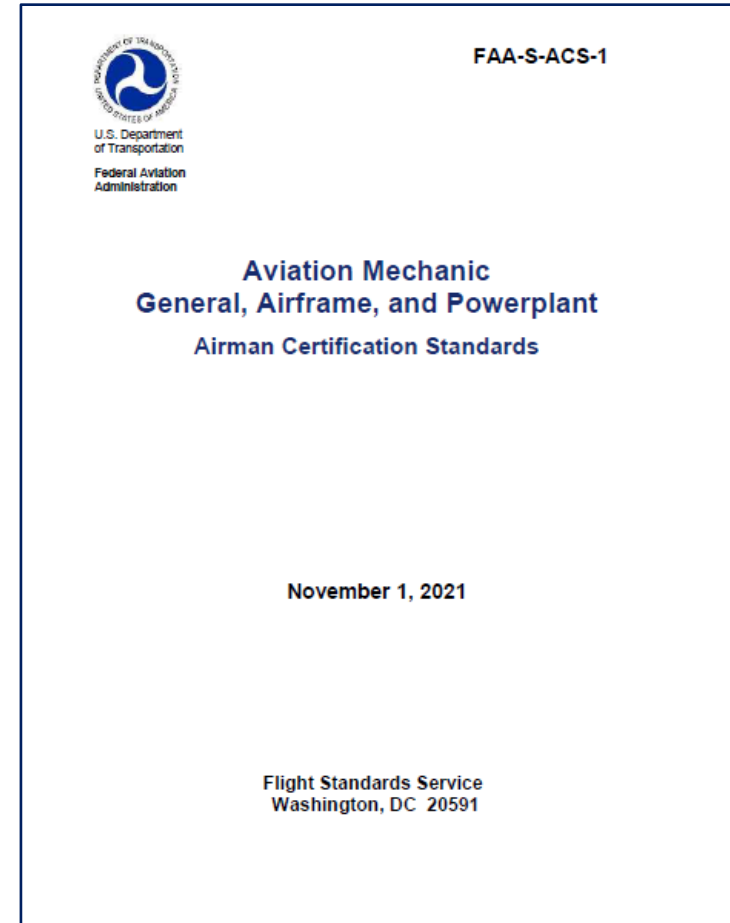 FAA-S-ACS-1
DEPARTMENT OF TRANSPORTATION
UNITED STATES OF AMERICA
U.S. Department
of Transportation
Federal Aviation
Administration
Aviation Mechanic
General, Airframe, and Powerplant
Airman Certification Standards
November 1, 2021
Flight Standards Service
Washington, DC 20591